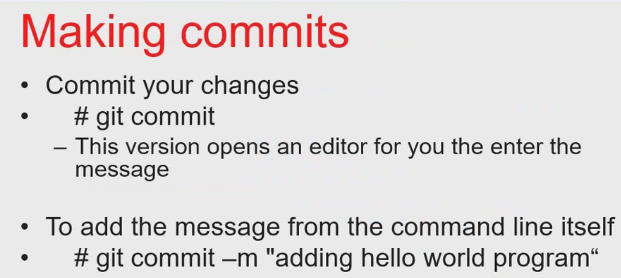 Making commits
• Commit your changes
• # git commit
– This version opens an editor for you the enter the
message
• To add the message from the command line itself
• # git commit –m "adding hello world program“